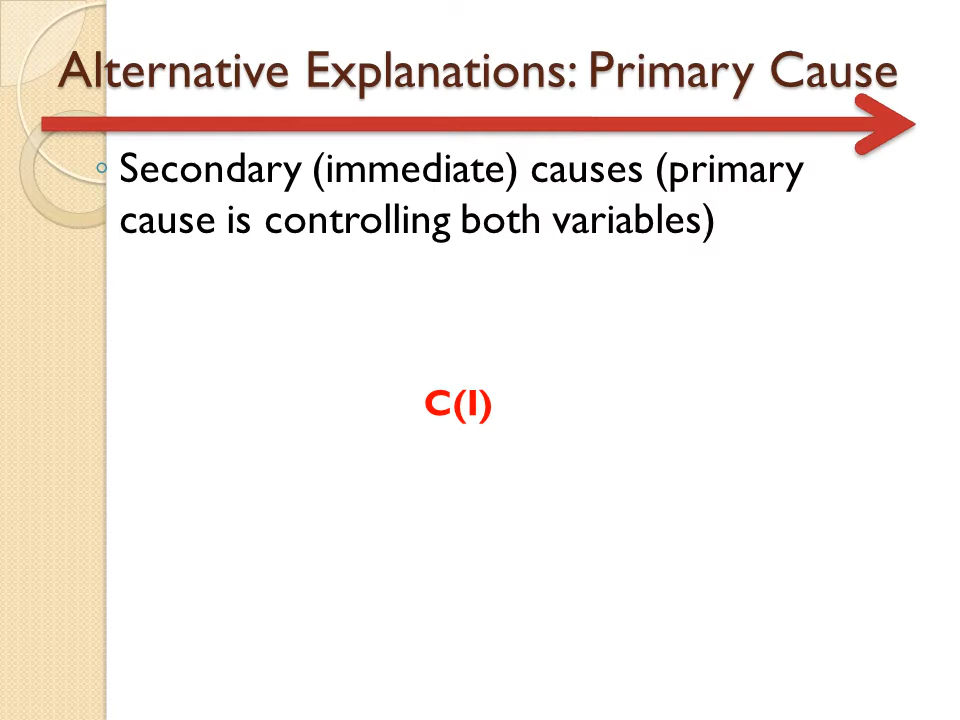 Alternative Explanations: Primary Cause
◦ Secondary (immediate) causes (primary
cause is controlling both variables)
C(I)